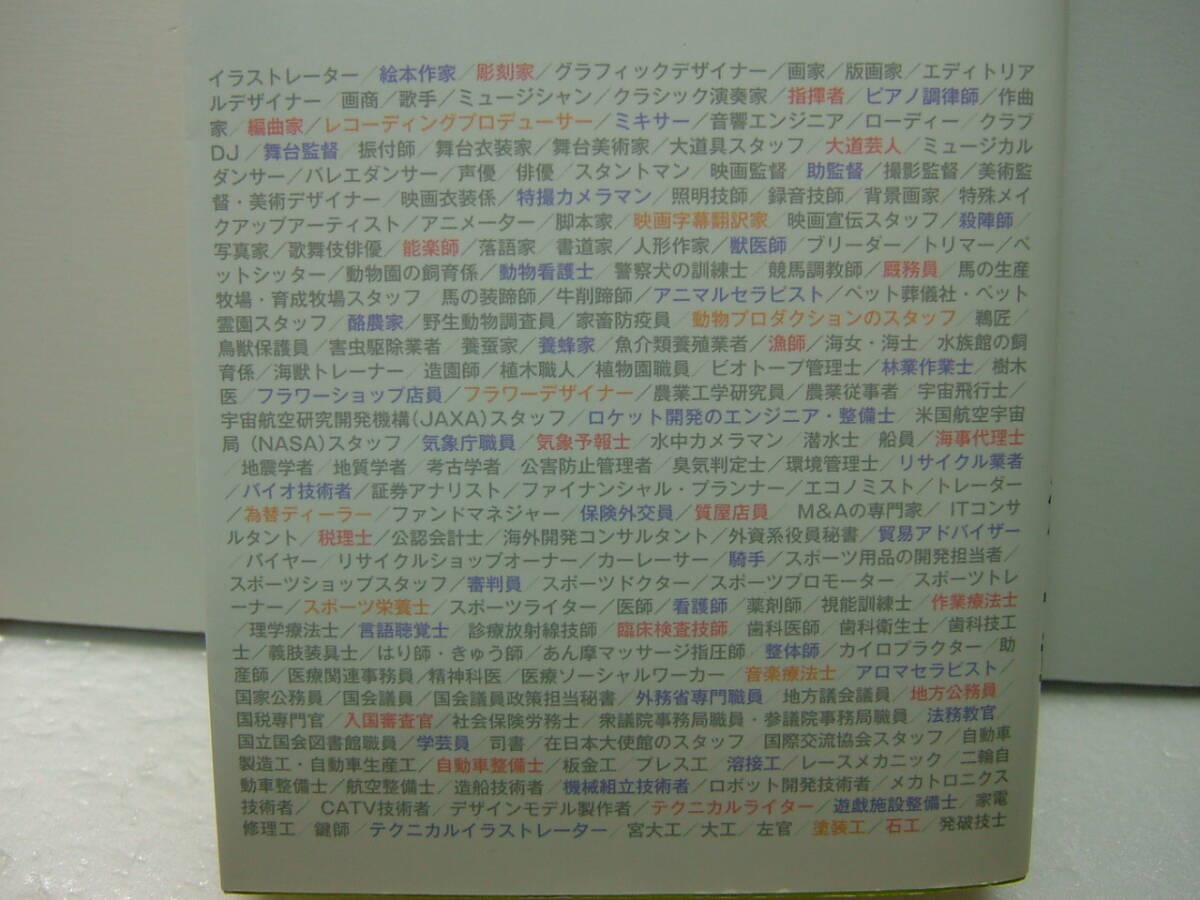 イラストレーター／絵本作家／彫刻家／グラフィックデザイナー／画家／版画家／エディトリア
ルデザイナー／画商／歌手／ミュージシャン／クラシック演奏家／指揮者／ピアノ調律師／作曲
家／編曲家／レコーディングプロデューサー／ミキサー／音響エンジニア／ローディー／クラブ
DJ／舞台監督／振付師／舞台衣装家／舞台美術家／大道具スタッフ／大道芸人／ミュージカル
ダンサー／バレエダンサー／声優／俳優／スタントマン／映画監督／助監督／撮影監督／美術監
督・美術デザイナー／映画衣装係／特撮カメラマン／照明技師／録音技師／背景画家／特殊メイ
クアップアーティスト／アニメーター／脚本家／映画字幕翻訳家／映画宣伝スタッフ／殺陣師／
写真家／歌舞伎俳優／能楽師／落語家／書道家／人形作家／獣医師／ブリーダー／トリマー／ペ
ットシッター／動物園の飼育係／動物看護士／警察犬の訓練士／競馬調教師／厩務員／馬の生産
牧場・育成牧場スタッフ／馬の装蹄師／牛削蹄師／アニマルセラピスト／ペット葬儀社・ペット
霊園スタッフ／酪農家／野生動物調査員／家畜防疫員／動物プロダクションのスタッフ／鵜匠／
鳥獣保護員／害虫駆除業者／養蚕家／養蜂家／魚介類養殖業者／漁師／海女・海士／水族館の飼
育係／海獣トレーナー／造園師／植木職人／植物園職員／ビオトープ管理士／林業作業士／樹木
医／フラワーショップ店員／フラワーデザイナー／農業工学研究員／農業従事者／宇宙飛行士／
宇宙航空研究開発機構(JAXA)スタッフ／ロケット開発のエンジニア・整備士／米国航空宇宙
局(NASA)スタッフ／気象庁職員／気象予報士／水中カメラマン／潜水士／船員／海事代理士
／地震学者／地質学者／考古学者／公害防止管理者／臭気判定士／環境管理士／リサイクル業者
／バイオ技術者／証券アナリスト／ファイナンシャル・プランナー／エコノミスト／トレーダー
／為替ディーラー／ファンドマネジャー／保険外交員／質屋店員／M&Aの専門家／ITコンサ
ルタント／税理士／公認会計士／海外開発コンサルタント／外資系役員秘書／貿易アドバイザー
／バイヤー／リサイクルショップオーナー／カーレーサー／騎手／スポーツ用品の開発担当者／
スポーツショップスタッフ／審判員／スポーツドクター／スポーツプロモーター／スポーツトレ
ーナー／スポーツ栄養士／スポーツライター／医師／看護師／薬剤師／視能訓練士／作業療法士
／理学療法士／言語聴覚士／診療放射線技師／臨床検査技師／歯科医師／歯科衛生士／歯科技工
士／義肢装具士／はり師・きゅう師／あん摩マッサージ指圧師／整体師／カイロプラクター／助
産師／医療関連事務員／精神科医／医療ソーシャルワーカー／音楽療法士／アロマセラピスト／
国家公務員／国会議員／国会議員政策担当秘書／外務省専門職員／地方議会議員／地方公務員
国税専門官／入国審査官／社会保険労務士／衆議院事務局職員・参議院事務局職員／法務教官／
国立国会図書館職員／学芸員／司書／在日本大使館のスタッフ／国際交流協会スタッフ／自動車
製造工・自動車生産工／自動車整備士／板金工／プレス工／溶接工／レースメカニック／二輪自
動車整備士／航空整備士／造船技術者／機械組立技術者／ロボット開発技術者／メカトロニクス
技術者／CATV技術者／デザインモデル製作者／テクニカルライター／遊戯施設整備士／家電
修理工／鍵師／テクニカルイラストレーター／宮大工／大工／左官／塗装工／石工／発破技士